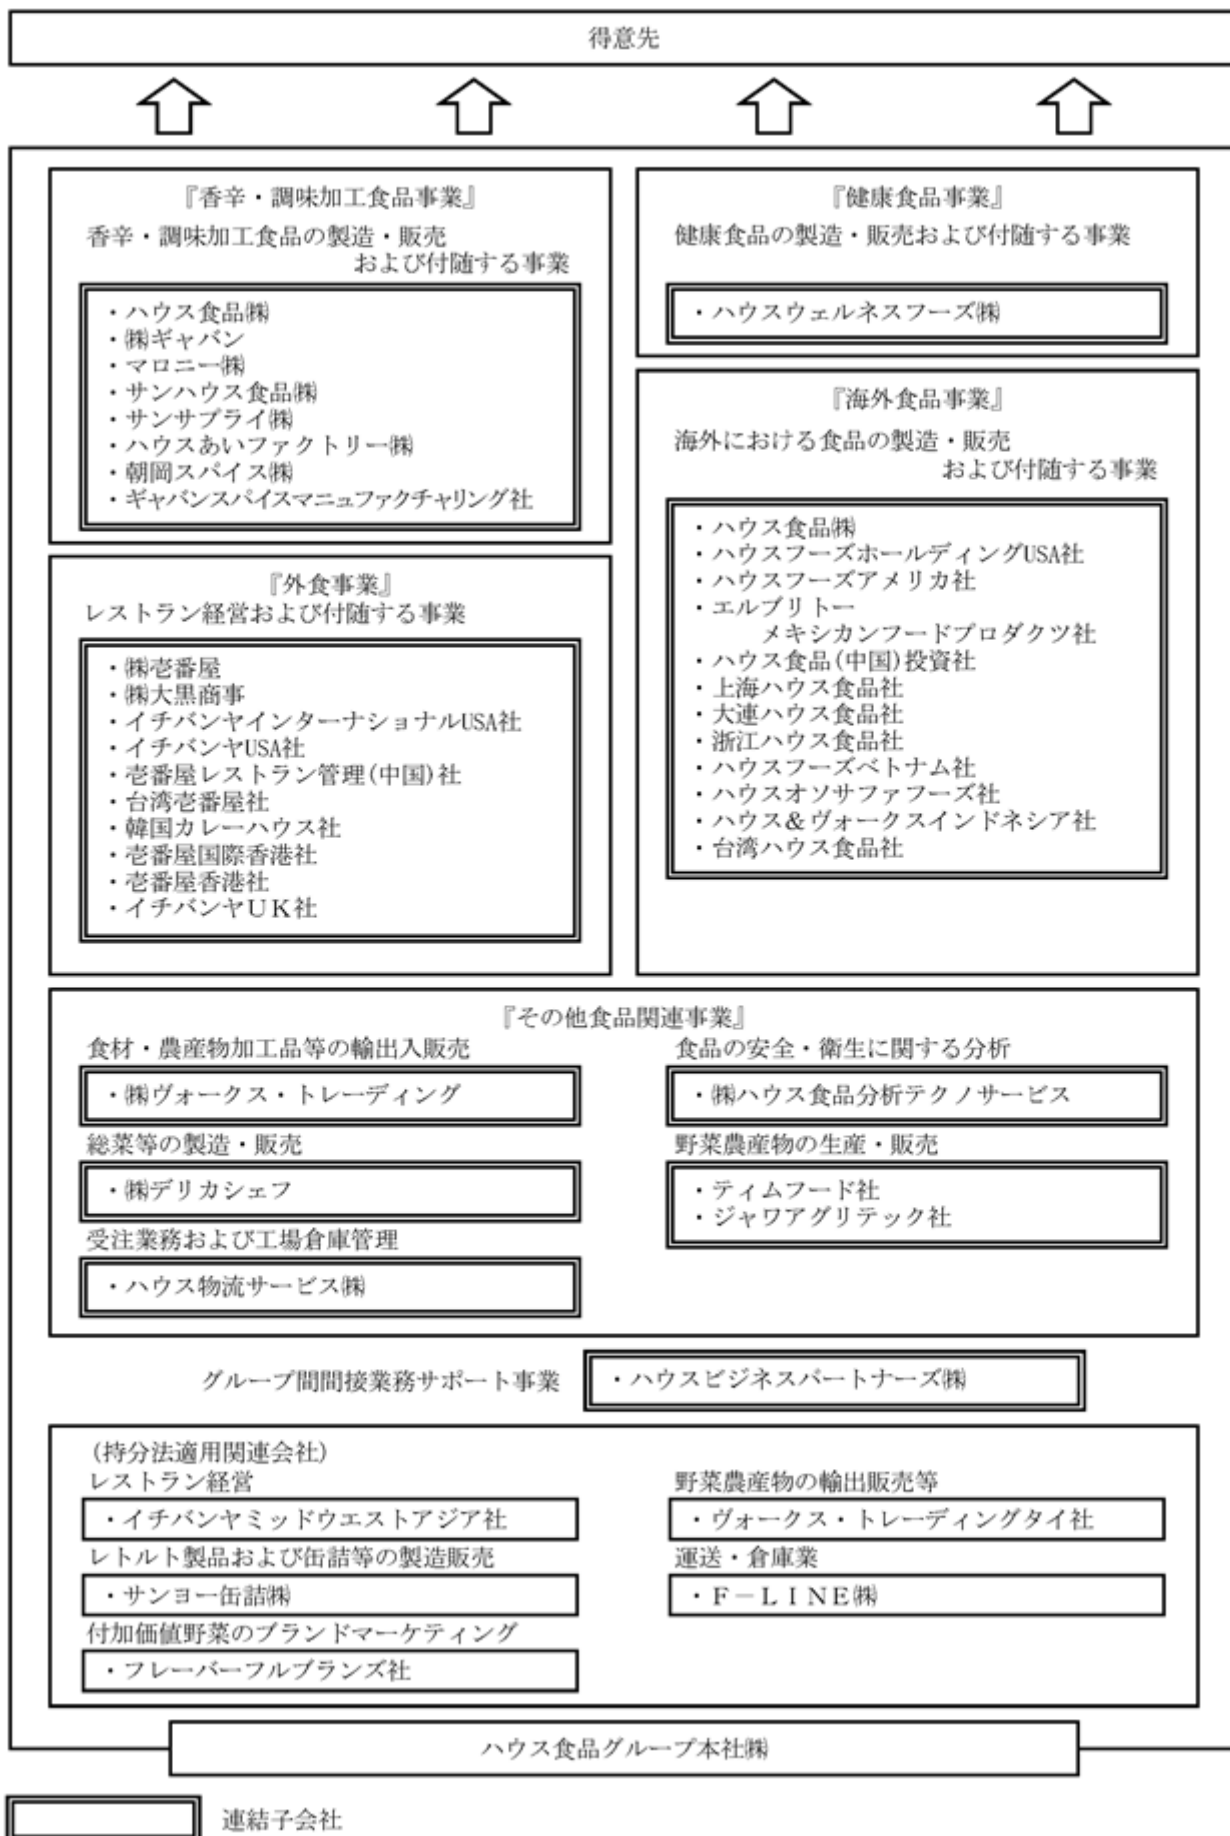 得意先
『香辛・調味加工食品事業』
香辛・調味加工食品の製造・販売
および付随する事業
・ハウス食品㈱
・㈱ギャバン
・マロニー㈱
・サンハウス食品㈱
・サンサプライ㈱
・ハウスあいファクトリー㈱
・朝岡スパイス㈱
・ギャバンスパイスマニュファクチャリング社
『外食事業』
レストラン経営および付随する事業
・㈱壱番屋
・㈱大黒商事
・イチバンヤインターナショナルUSA社
・イチバンヤUSA社
・壱番屋レストラン管理(中国)社
・台湾壱番屋社
・韓国カレーハウス社
・壱番屋国際香港社
・壱番屋香港社
・イチバンヤＵＫ社
『健康食品事業』
健康食品の製造・販売および付随する事業
・ハウスウェルネスフーズ㈱
『海外食品事業』
海外における食品の製造・販売
および付随する事業
・ハウス食品㈱
・ハウスフーズホールディングUSA社
・ハウスフーズアメリカ社
・エルブリトー
メキシカンフードプロダクツ社
・ハウス食品(中国)投資社
・上海ハウス食品社
・大連ハウス食品社
・浙江ハウス食品社
・ハウスフーズベトナム社
・ハウスオソサファフーズ社
・ハウス&ヴォークスインドネシア社
・台湾ハウス食品社
『その他食品関連事業』
食材・農産物加工品等の輸出入販売
・㈱ヴォークス・トレーディング
総菜等の製造・販売
・㈱デリカシェフ
受注業務および工場倉庫管理
・ハウス物流サービス㈱
食品の安全・衛生に関する分析
・㈱ハウス食品分析テクノサービス
野菜農産物の生産・販売
・ティムフード社
・ジャワアグリテック社
グループ間間接業務サポート事業
・ハウスビジネスパートナーズ㈱
(持分法適用関連会社)
レストラン経営
・イチバンヤミッドウエストアジア社
レトルト製品および缶詰等の製造販売
・サンヨー缶詰㈱
付加価値野菜のブランドマーケティング
・フレーバーフルブランズ社
野菜農産物の輸出販売等
・ヴォークス・トレーディングタイ社
運送・倉庫業
・Ｆ－ＬＩＮＥ㈱
ハウス食品グループ本社㈱
連結子会社